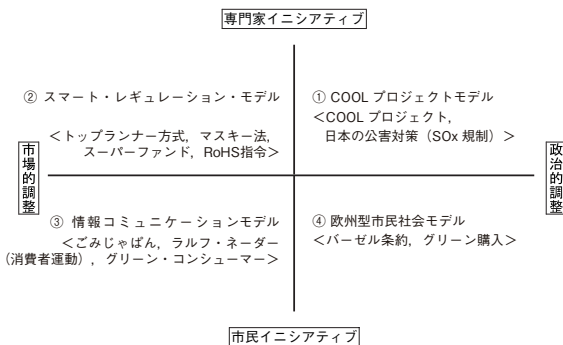 専門家イニシアティブ
② スマート・レギュレーション・モデル
<トップランナー方式，マスキー法，
スーパーファンド，RoHS指令>
① COOL プロジェクトモデル
<COOL プロジェクト，
日本の公害対策（SOx 規制）>
市場的調整
政治的調整
③ 情報コミュニケーションモデル
<ごみじゃぱん，ラルフ・ネーダー
（消費者運動），グリーン・コンシューマー>
④ 欧州型市民社会モデル
<バーゼル条約，グリーン購入>
市民イニシアティブ